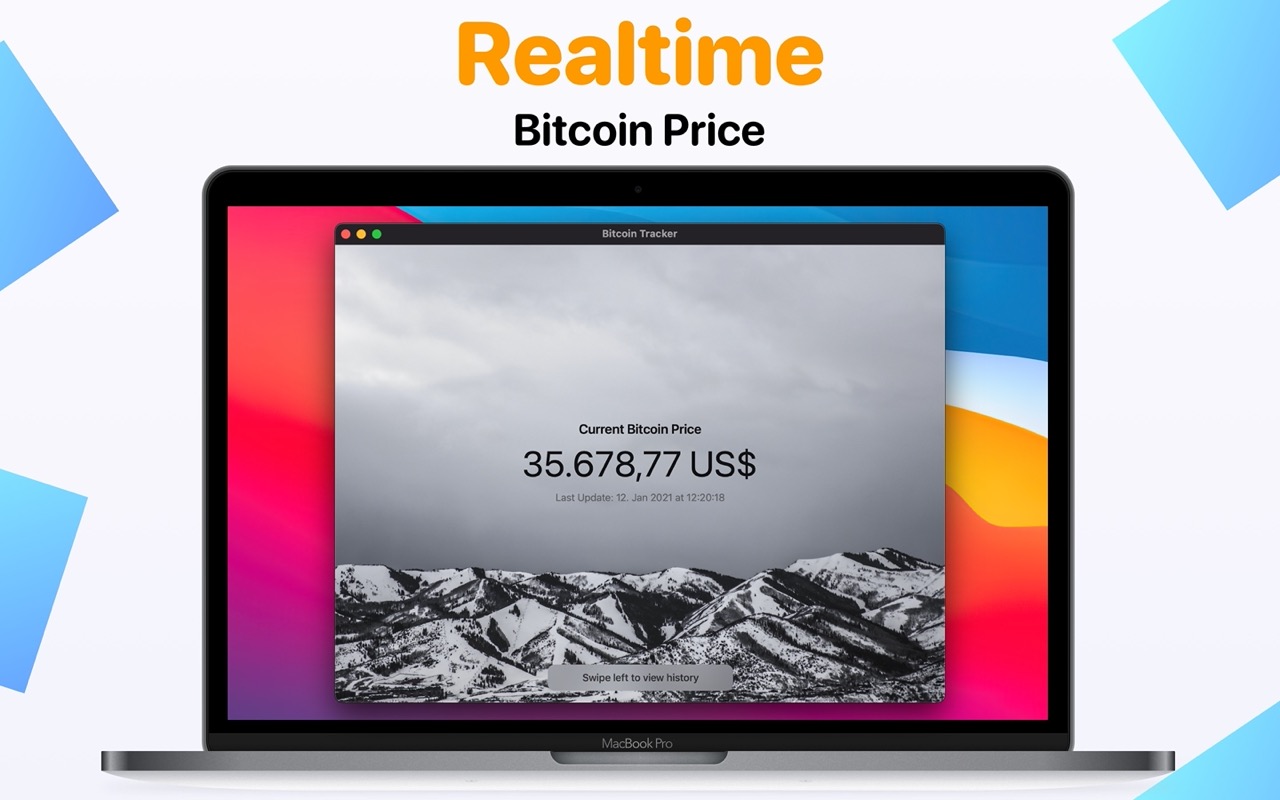 Realtime
Bitcoin Price
Bitcoin Tracker
Current Bitcoin Price
35.678,77 US$
Last Update: 12. Jan 2021 at 12:20:18
Swipe left to view history
MacBook Pro